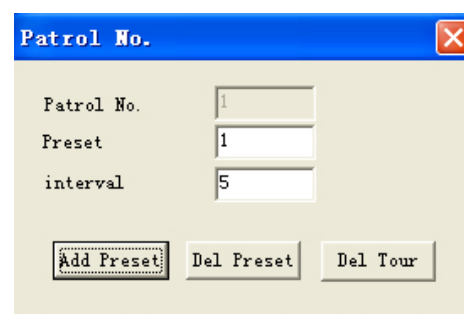 Patrol No.
Patrol No. 1
Preset 1
interval 5
Add Preset Del Preset Del Tour